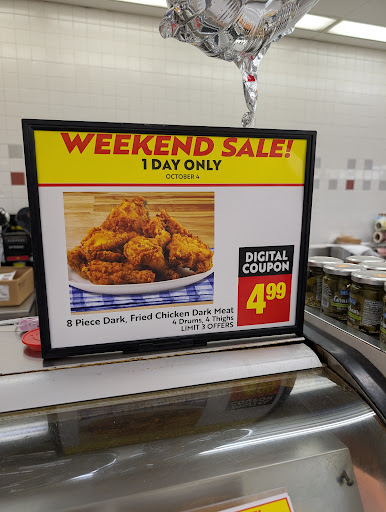 WEEKEND SALE!
1 DAY ONLY
OCTOBER 4
DIGITAL
COUPON
4.99
8 Piece Dark, Fried Chicken Dark Meat
4 Drums, 4 Thighs
LIMIT 3 OFFERS